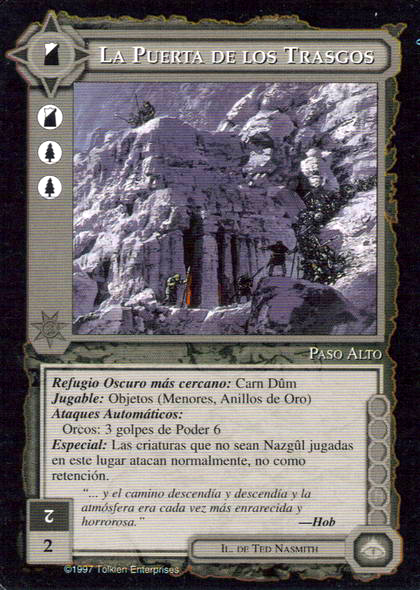 LA PUERTA DE LOS TRASGOS
PASO ALTO
Refugio Oscuro más cercano: Carn Dûm
Jugable: Objetos (Menores, Anillos de Oro)
Ataques Automáticos:
Orcos: 3 golpes de Poder 6
Especial: Las criaturas que no sean Nazgûl jugadas
en este lugar atacan normalmente, no como
retención.
"... y el camino descendía y descendía y la
atmósfera era cada vez más enrarecida y
horrorosa." —Hob
2
2
IL. DE TED NASMITH
©1997 Tolkien Enterprises